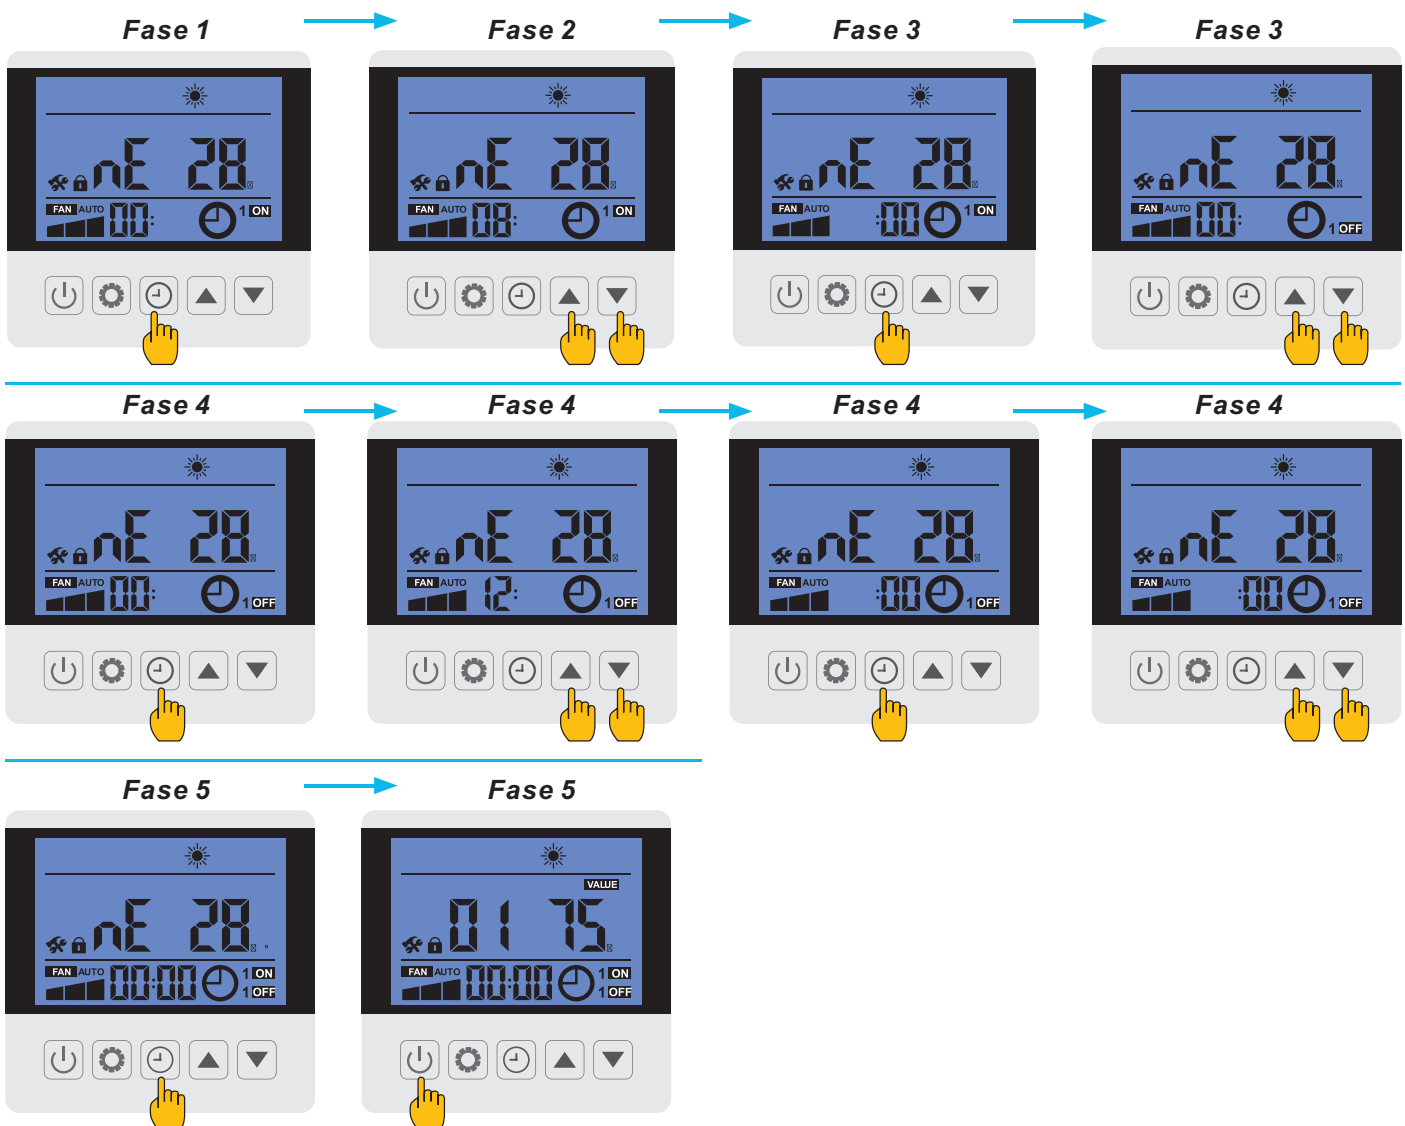 Fase 1 Fase 2 Fase 3 Fase 3
nE 28 nE 28 nE 28 nE 28
FAN AUTO 00: 1 ON FAN AUTO 08: 1 ON FAN AUTO :00 1 ON FAN AUTO 00: 1 OFF
Fase 4 Fase 4 Fase 4 Fase 4
nE 28 nE 28 nE 28 nE 28
FAN AUTO 00: 1 OFF FAN AUTO 12: 1 OFF FAN AUTO :00 1 OFF FAN AUTO :00 1 OFF
Fase 5 Fase 5
VALUE
nE 28 01 75
FAN AUTO 00:00 1 ON FAN AUTO 00:00 1 ON
1 OFF 1 OFF